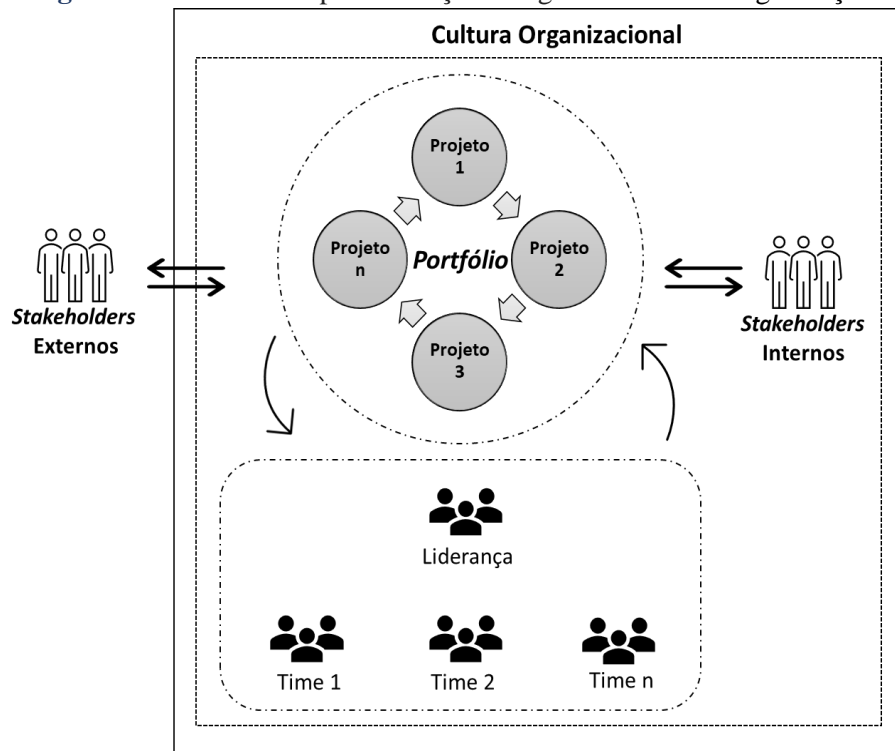 Cultura Organizacional
Projeto
1
Projeto
n
Portfólio
Projeto
2
Projeto
3
Stakeholders
Externos
Stakeholders
Internos
Liderança
Time 1
Time 2
Time n